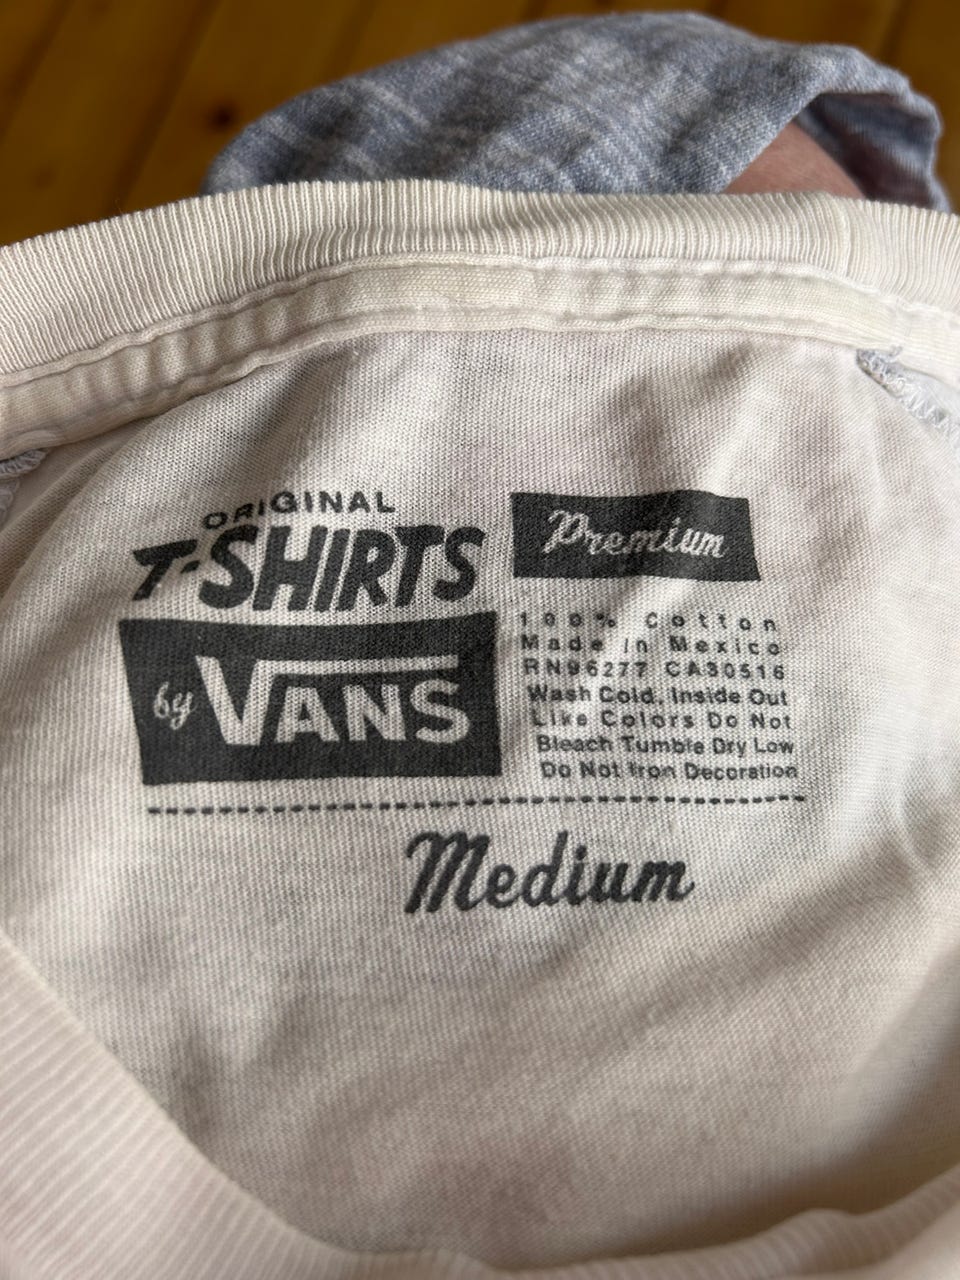 ORIGINAL
T-SHIRTS
by VANS
Premium
100% Cotton
Made In Mexico
RN96277 CA30516
Wash Cold, Inside Out
Like Colors Do Not
Bleach Tumble Dry Low
Do Not Iron Decoration
Medium